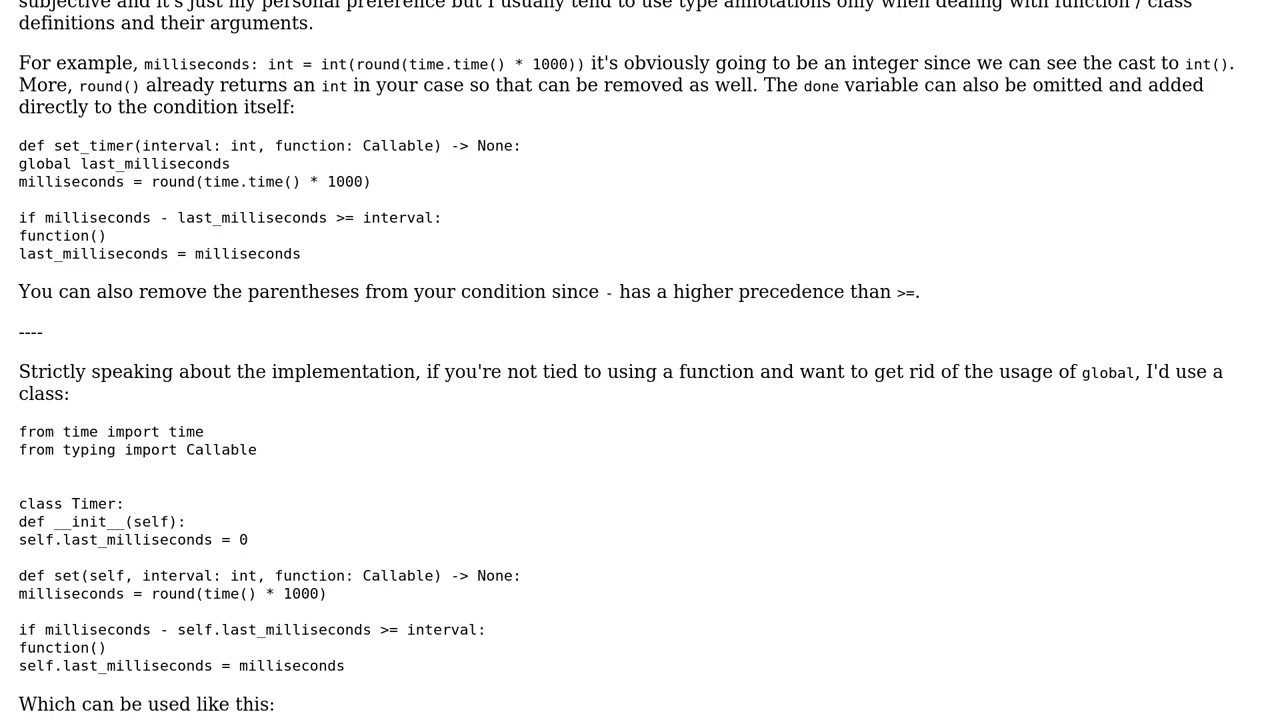 subjective and it's just my personal preference but I usually tend to use type annotations only when dealing with function / class
definitions and their arguments.
For example, milliseconds: int = int(round(time.time() * 1000)) it's obviously going to be an integer since we can see the cast to int().
More, round() already returns an int in your case so that can be removed as well. The done variable can also be omitted and added
directly to the condition itself:
def set_timer(interval: int, function: Callable) -> None:
global last_milliseconds
milliseconds = round(time.time() * 1000)
if milliseconds - last_milliseconds >= interval:
function()
last_milliseconds = milliseconds
You can also remove the parentheses from your condition since - has a higher precedence than >=.
----
Strictly speaking about the implementation, if you're not tied to using a function and want to get rid of the usage of global, I'd use a
class:
from time import time
from typing import Callable
class Timer:
def __init__(self):
self.last_milliseconds = 0
def set(self, interval: int, function: Callable) -> None:
milliseconds = round(time() * 1000)
if milliseconds - self.last_milliseconds >= interval:
function()
self.last_milliseconds = milliseconds
Which can be used like this: